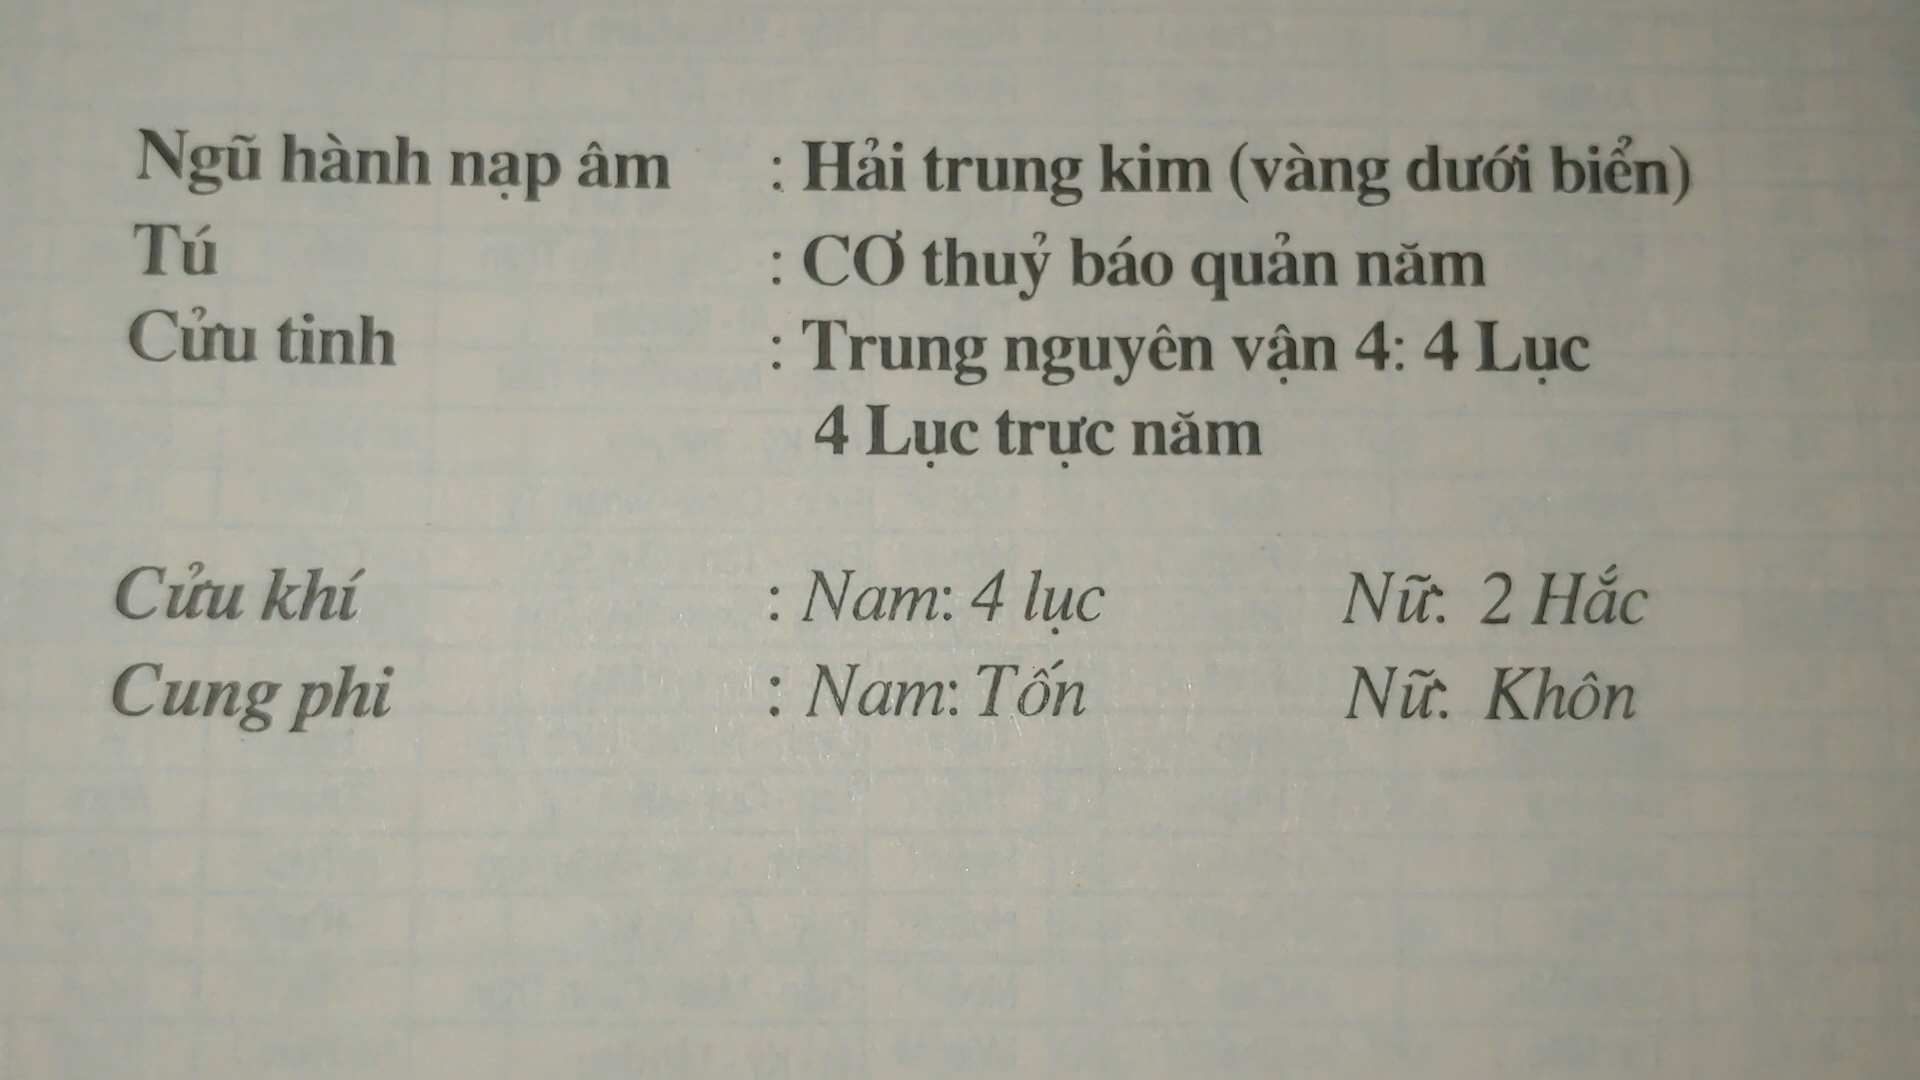 Ngũ hành nạp âm : Hải trung kim (vàng dưới biển)
Tú : CƠ thuỷ báo quản năm
Cửu tinh : Trung nguyên vận 4: 4 Lục
4 Lục trực năm
Cửu khí : Nam: 4 lục Nữ: 2 Hắc
Cung phi : Nam: Tốn Nữ: Khôn